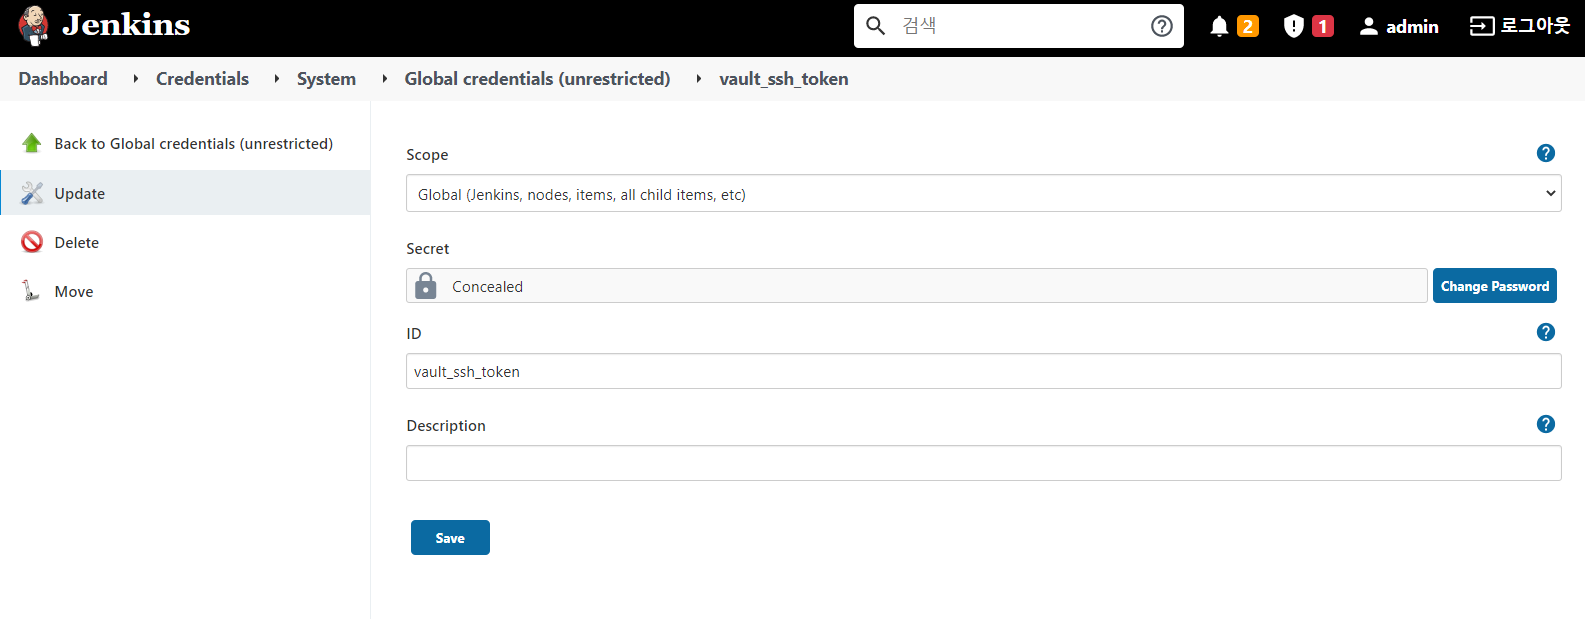 Jenkins
검색
2
1
admin
로그아웃
Dashboard
Credentials
System
Global credentials (unrestricted)
vault_ssh_token
Back to Global credentials (unrestricted)
Update
Delete
Move
Scope
Global (Jenkins, nodes, items, all child items, etc)
Secret
Concealed
Change Password
ID
vault_ssh_token
Description
Save